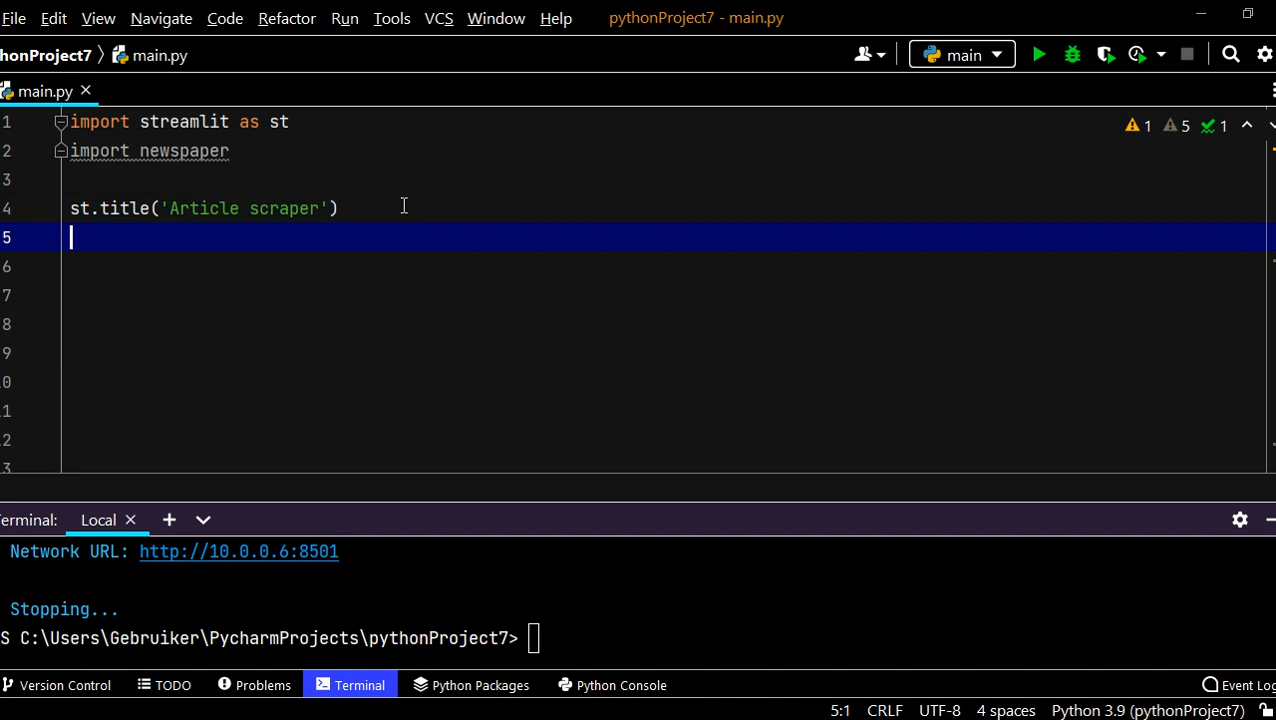 File Edit View Navigate Code Refactor Run Tools VCS Window Help pythonProject7 - main.py
honProject7 main.py main
main.py
1 import streamlit as st 1 5 1
2 import newspaper
3
4 st.title('Article scraper')
5
6
7
8
9
0
1
2
3
erminal: Local
Network URL: http://10.0.0.6:8501
Stopping...
S C:\Users\Gebruiker\PycharmProjects\pythonProject7>
Version Control TODO Problems Terminal Python Packages Python Console Event Log
5:1 CRLF UTF-8 4 spaces Python 3.9 (pythonProject7)